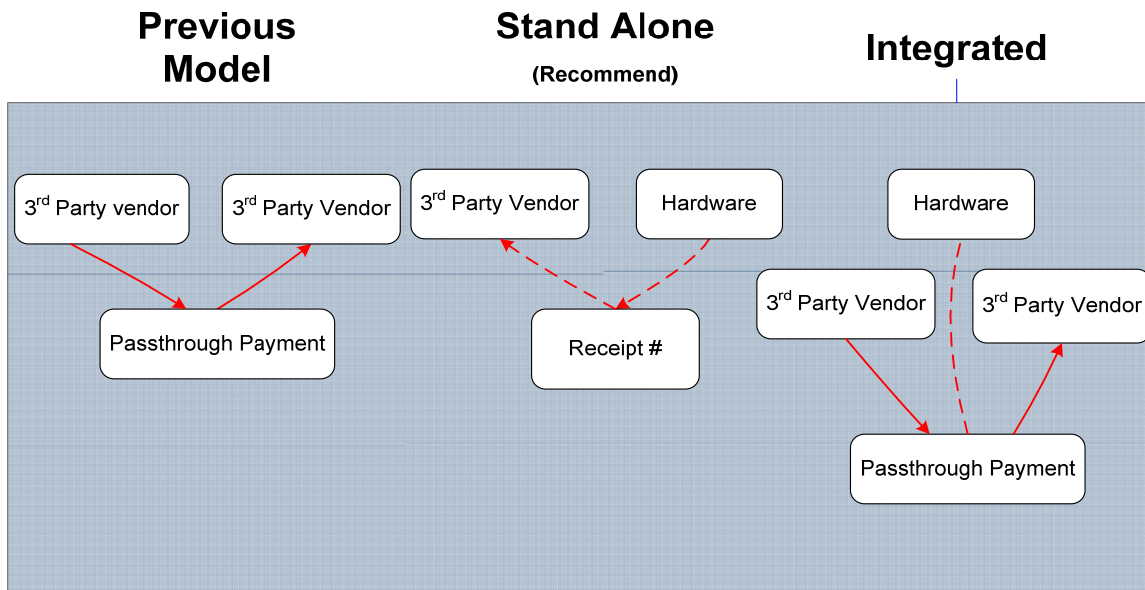 Previous
Model
Stand Alone
(Recommend)
Integrated
3rd Party vendor
3rd Party Vendor
Passthrough Payment
3rd Party Vendor
Hardware
Receipt #
Hardware
3rd Party Vendor
3rd Party Vendor
Passthrough Payment